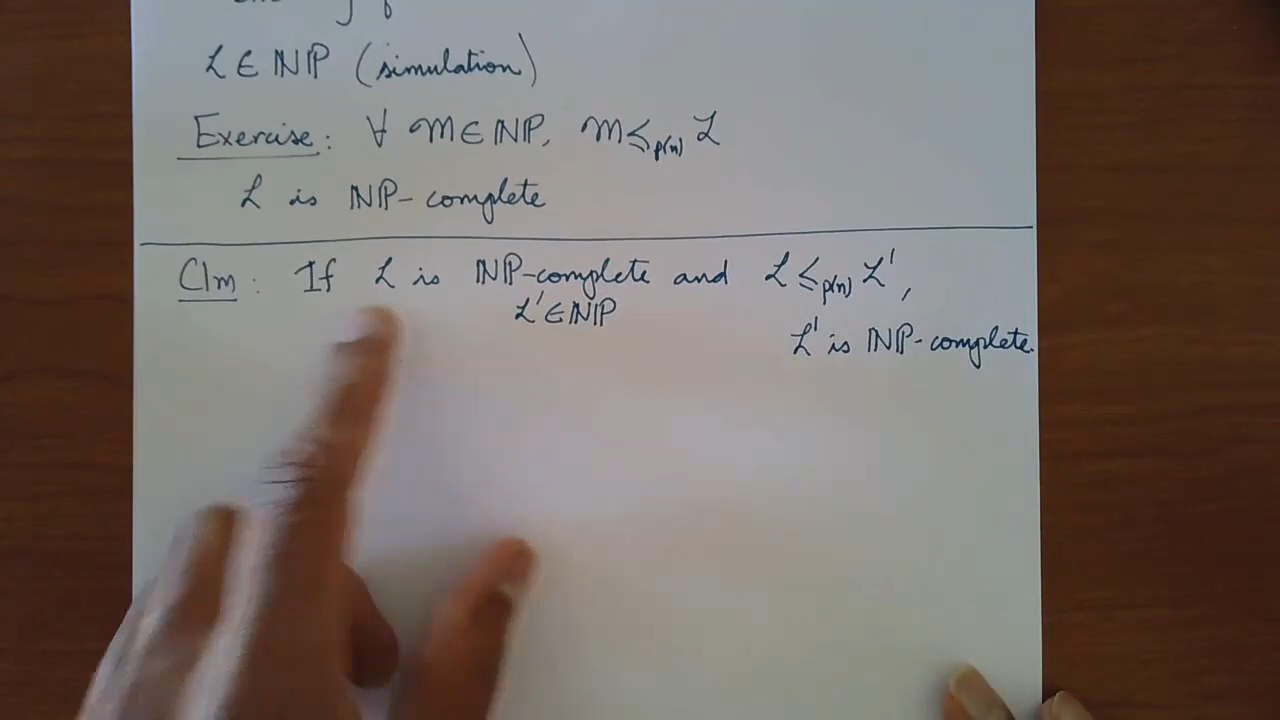 L ∈ NP (simulation)
Exercise: ∀ M ∈ NP, M ≤p(n) L
L is NP-complete
Clm: If L is NP-complete and L ≤p(n) L',
L' ∈ NP
L' is NP-complete.